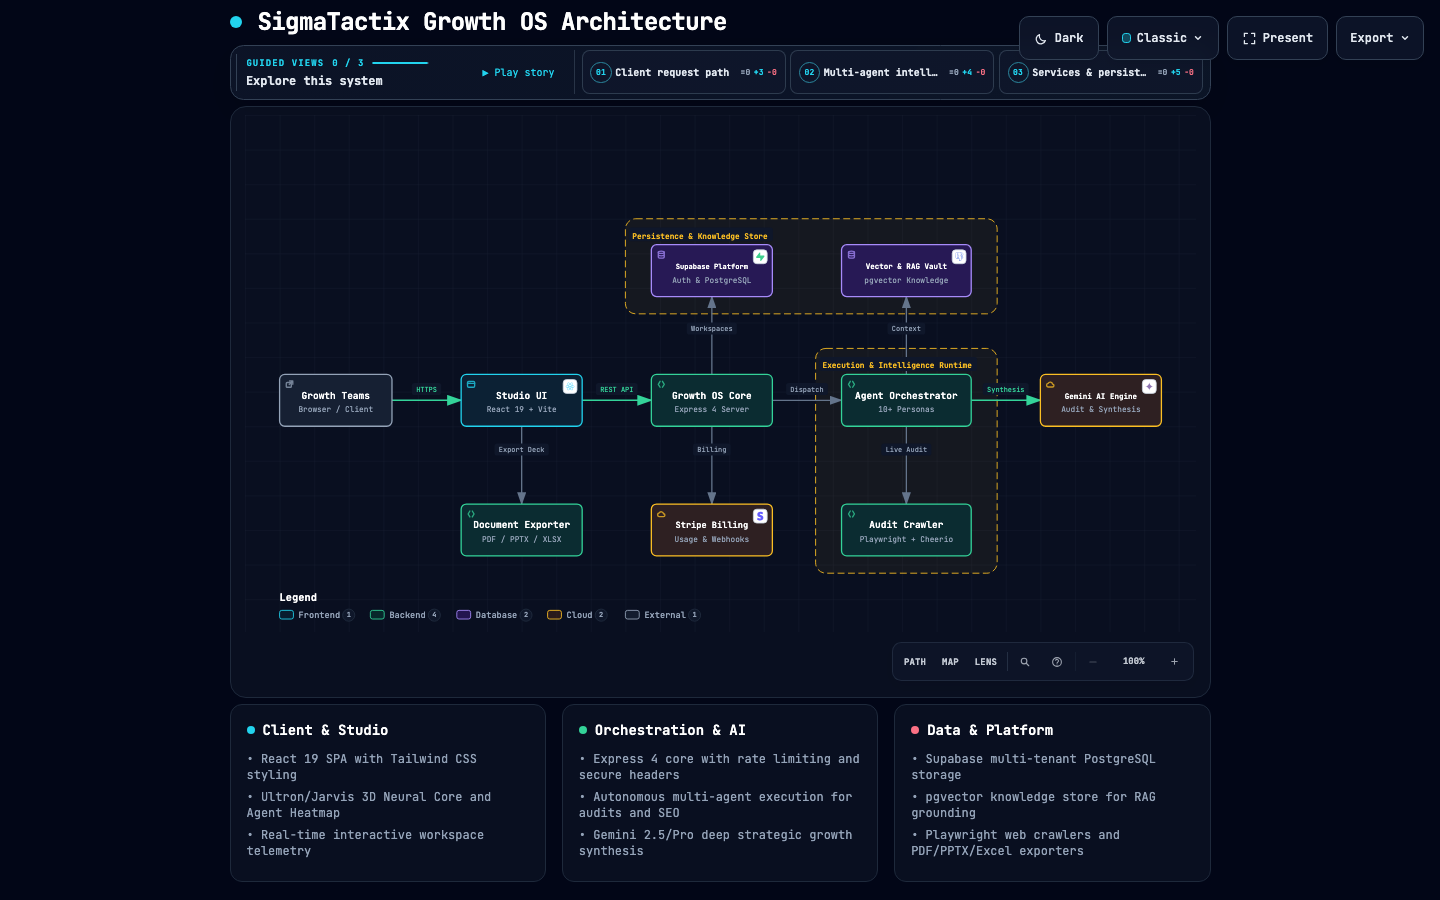 SigmaTactix Growth OS Architecture
Dark
Classic
Present
Export
GUIDED VIEWS 0 / 3
Explore this system
▶ Play story
01 Client request path =0 +3 -0
02 Multi-agent intell… =0 +4 -0
03 Services & persist… =0 +5 -0
Persistence & Knowledge Store
Supabase Platform
Auth & PostgreSQL
Vector & RAG Vault
pgvector Knowledge
Workspaces
Context
Execution & Intelligence Runtime
Growth Teams
Browser / Client
HTTPS
Studio UI
React 19 + Vite
REST API
Growth OS Core
Express 4 Server
Dispatch
Agent Orchestrator
10+ Personas
Synthesis
Gemini AI Engine
Audit & Synthesis
Export Deck
Billing
Live Audit
Document Exporter
PDF / PPTX / XLSX
Stripe Billing
Usage & Webhooks
S
Audit Crawler
Playwright + Cheerio
Legend
Frontend 1
Backend 4
Database 2
Cloud 2
External 1
PATH MAP LENS
− 100% +
Client & Studio
• React 19 SPA with Tailwind CSS
styling
• Ultron/Jarvis 3D Neural Core and
Agent Heatmap
• Real-time interactive workspace
telemetry
Orchestration & AI
• Express 4 core with rate limiting and
secure headers
• Autonomous multi-agent execution for
audits and SEO
• Gemini 2.5/Pro deep strategic growth
synthesis
Data & Platform
• Supabase multi-tenant PostgreSQL
storage
• pgvector knowledge store for RAG
grounding
• Playwright web crawlers and
PDF/PPTX/Excel exporters